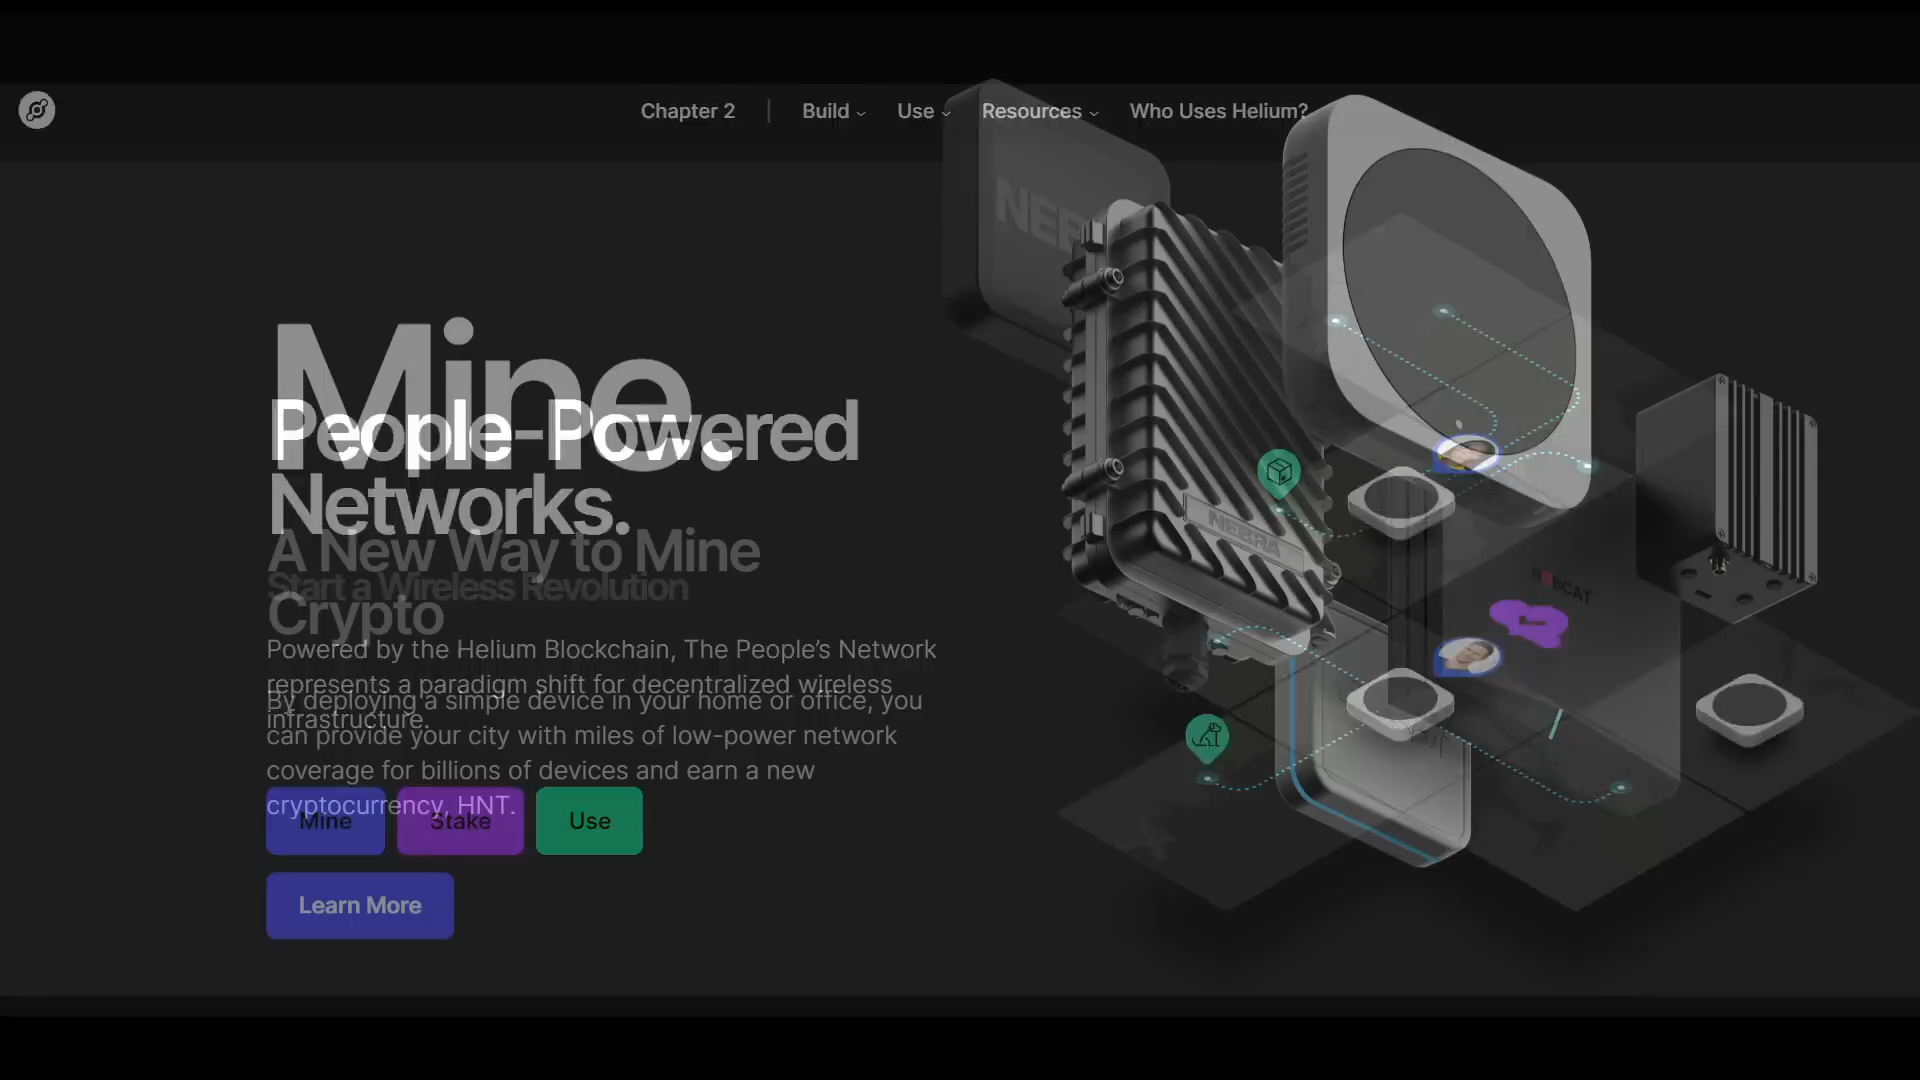 Chapter 2 | Build Use Resources Who Uses Helium?
NEB
Mine.
People-Powered
Networks.
A New Way to Mine
Crypto
Start a Wireless Revolution
Powered by the Helium Blockchain, The People’s Network
represents a paradigm shift for decentralized wireless
infrastructure.
By deploying a simple device in your home or office, you
can provide your city with miles of low-power network
coverage for billions of devices and earn a new
cryptocurrency, HNT.
Mine
Stake
Use
Learn More
NEBRA
BOBCAT